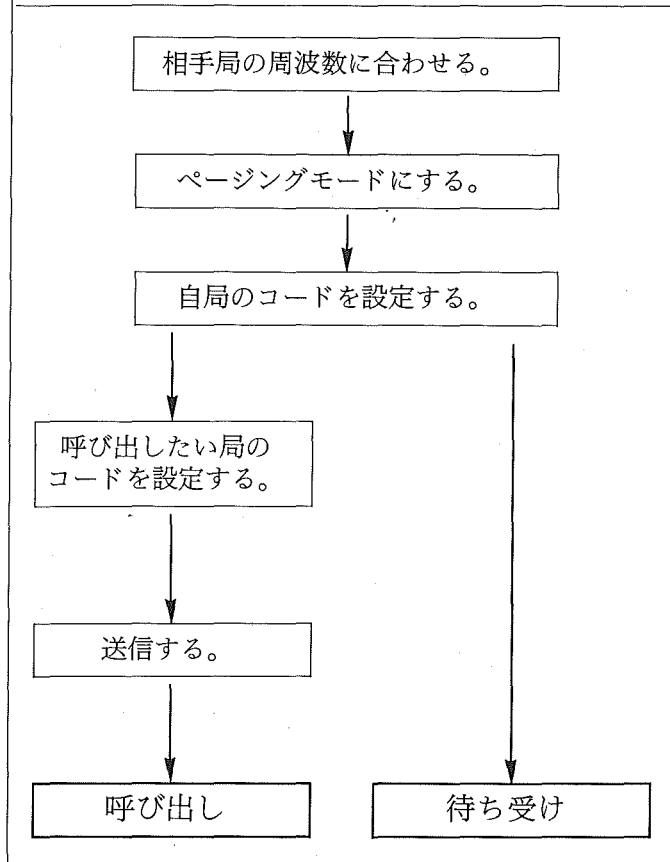 相手局の周波数に合わせる。
ページングモードにする。
自局のコードを設定する。
呼び出したい局の
コードを設定する。
送信する。
呼び出し
待ち受け